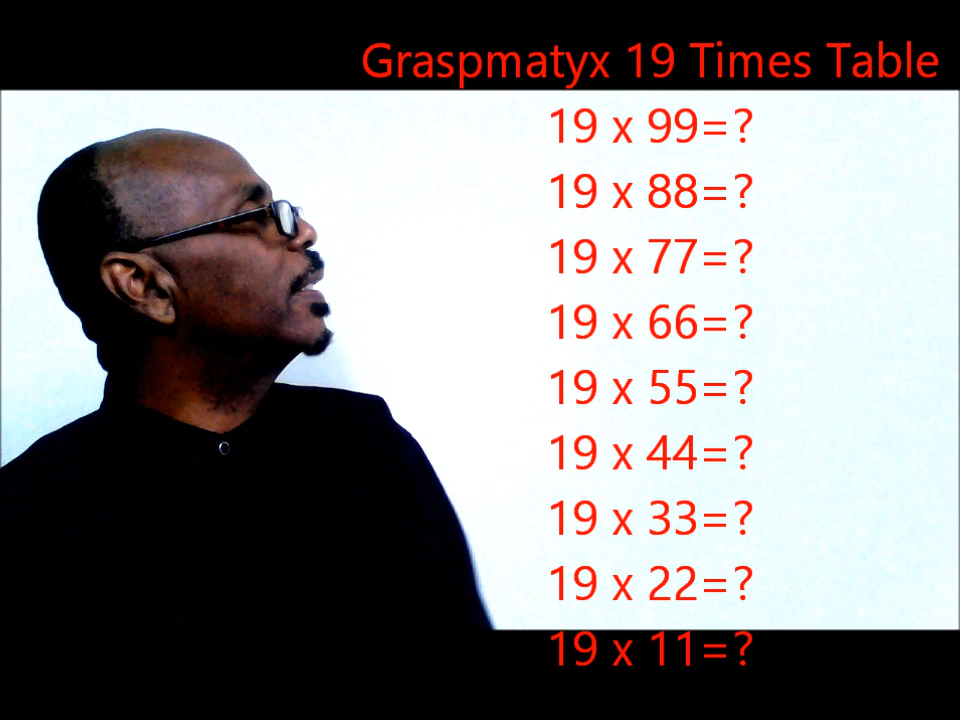 Graspmatyx 19 Times Table
19 x 99=?
19 x 88=?
19 x 77=?
19 x 66=?
19 x 55=?
19 x 44=?
19 x 33=?
19 x 22=?
19 x 11=?